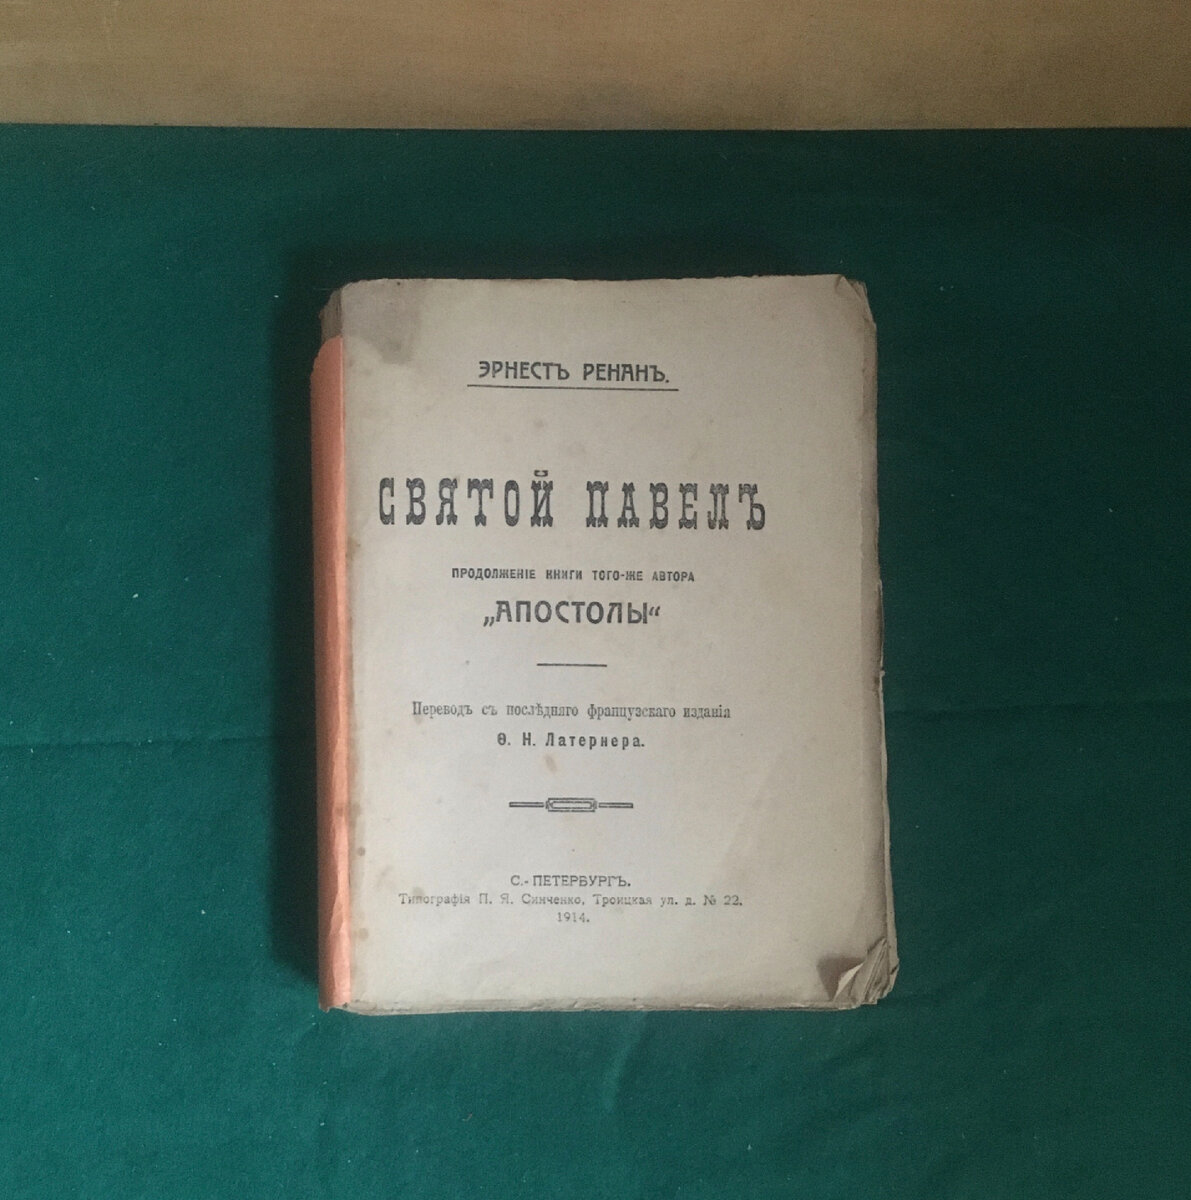 ЭРНЕСТЪ РЕНАНЪ.
СВЯТОЙ ПАВЕЛЪ
ПРОДОЛЖЕНІЕ КНИГИ ТОГО-ЖЕ АВТОРА
„АПОСТОЛЫ“
Переводъ съ послѣдняго французскаго изданія
Ѳ. Н. Латернера.
С.-ПЕТЕРБУРГЪ.
Типографія П. Я. Синченко, Троицкая ул. д. № 22.
1914.